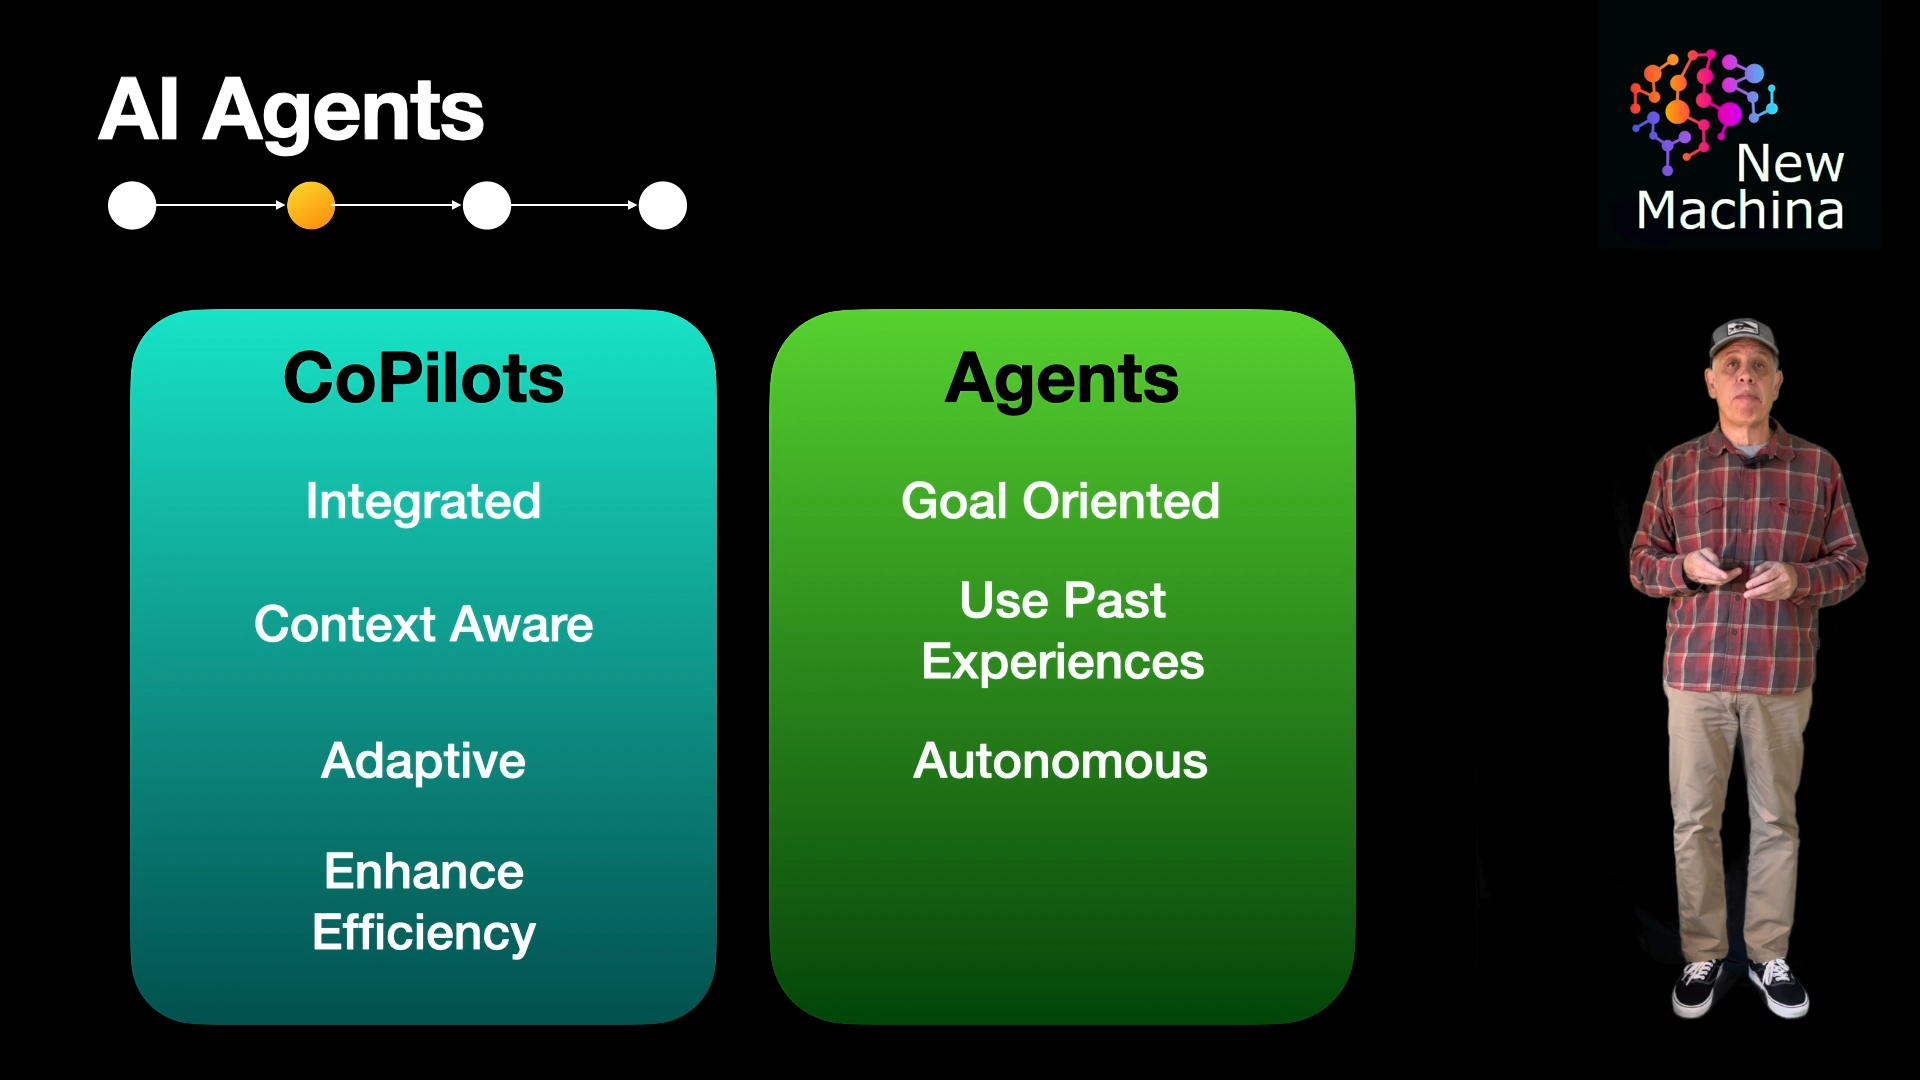 AI Agents
New
Machina
CoPilots
Integrated
Context Aware
Adaptive
Enhance
Efficiency
Agents
Goal Oriented
Use Past
Experiences
Autonomous